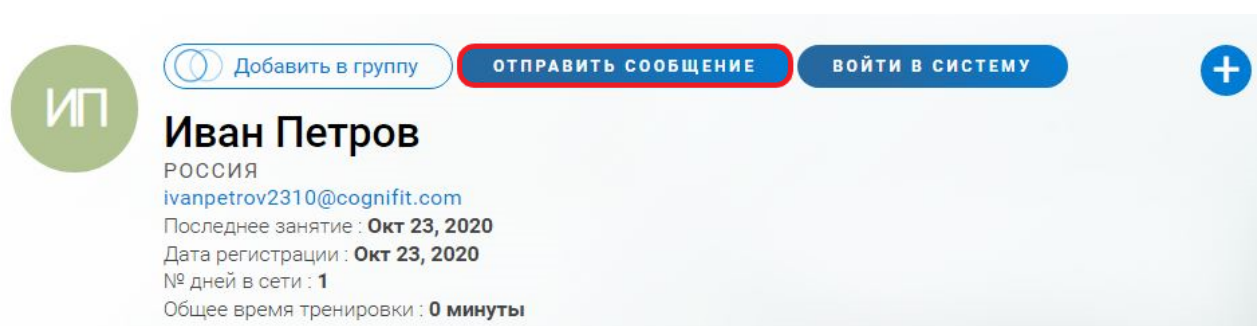 Добавить в группу
ОТПРАВИТЬ СООБЩЕНИЕ
ВОЙТИ В СИСТЕМУ
ИП
Иван Петров
РОССИЯ
ivanpetrov2310@cognifit.com
Последнее занятие : Окт 23, 2020
Дата регистрации : Окт 23, 2020
№ дней в сети : 1
Общее время тренировки : 0 минуты